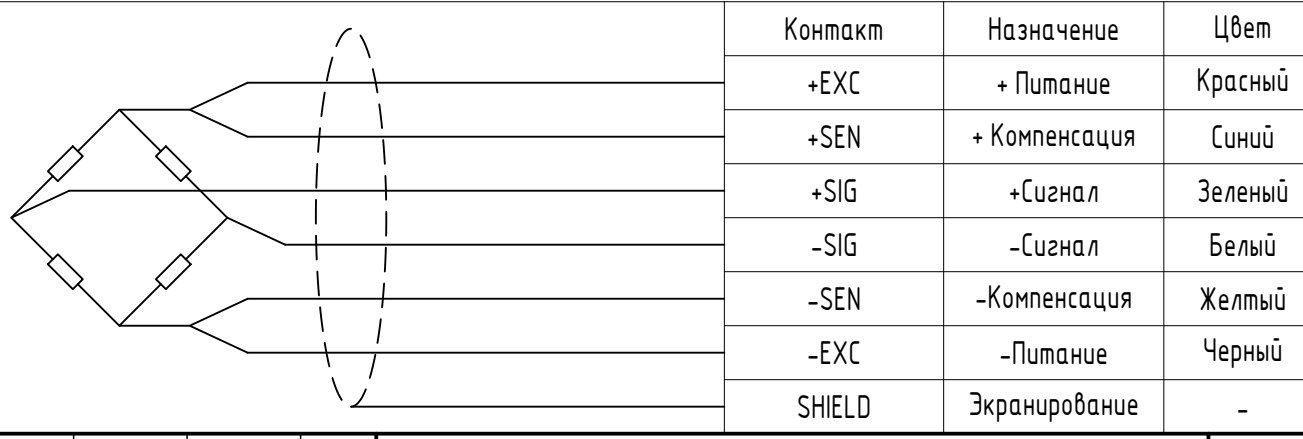 Контакт Назначение Цвет
+EXC + Питание Красный
+SEN + Компенсация Синий
+SIG +Сигнал Зеленый
-SIG -Сигнал Белый
-SEN -Компенсация Желтый
-EXC -Питание Черный
SHIELD Экранирование -